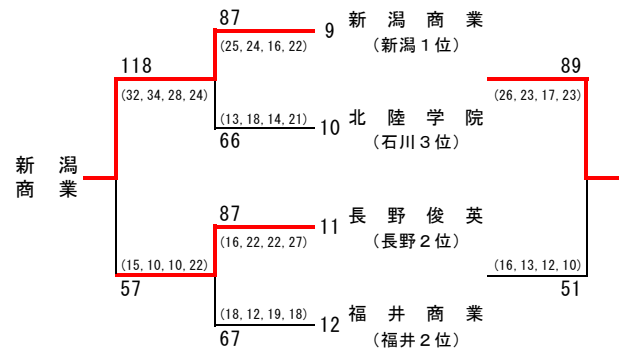 87
9 新潟商業
(25, 24, 16, 22)
(新潟１位)
118
89
(32, 34, 28, 24)
(26, 23, 17, 23)
(13, 18, 14, 21)
10 北陸学院
66
(石川３位)
新潟
商業
87
11 長野俊英
(16, 22, 22, 27)
(長野２位)
(15, 10, 10, 22)
(16, 13, 12, 10)
57
51
(18, 12, 19, 18)
12 福井商業
67
(福井２位)